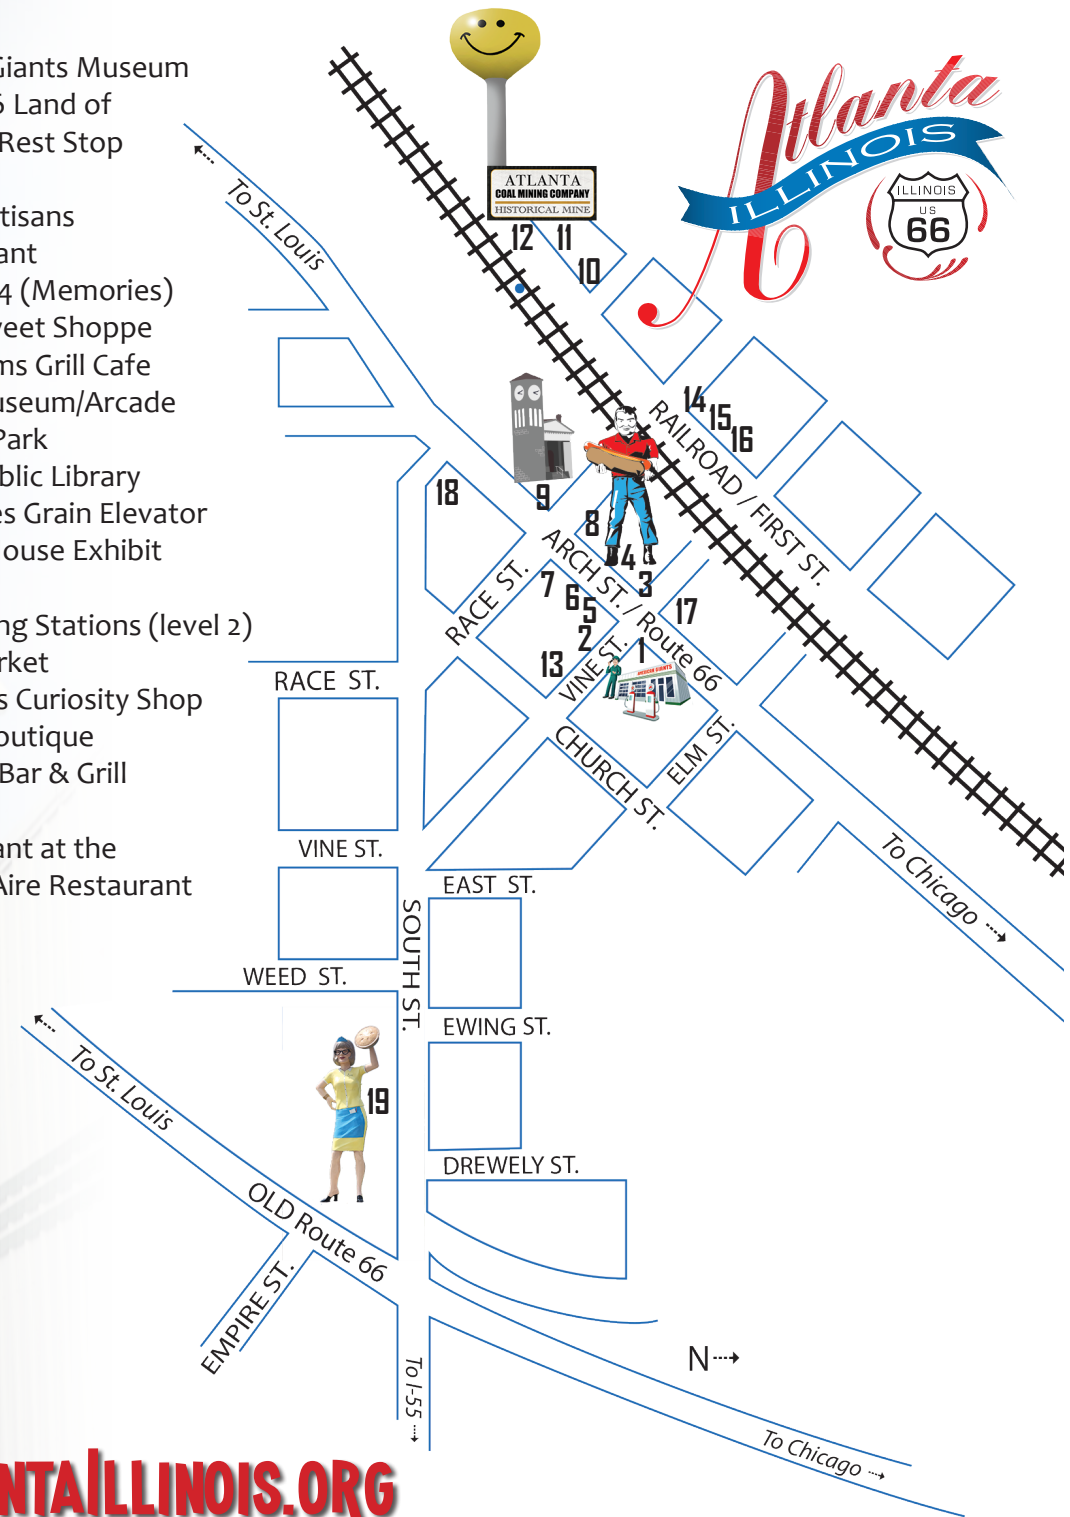 Giants Museum
6 Land of
Rest Stop
tisans
ant
4 (Memories)
veet Shoppe
ms Grill Cafe
useum/Arcade
Park
blic Library
es Grain Elevator
House Exhibit
ng Stations (level 2)
rket
s Curiosity Shop
outique
Bar & Grill
ant at the
Aire Restaurant
Atlanta
ILLINOIS
ILLINOIS
US
66
ATLANTA
COAL MINING COMPANY
HISTORICAL MINE
To St. Louis
12
11
10
14
15
16
RAILROAD / FIRST ST.
18
9
8
4
3
ARCH ST. / Route 66
17
7
6
5
2
1
13
RACE ST.
VINE ST.
AMERICAN GIANTS
RACE ST.
CHURCH ST.
ELM ST.
VINE ST.
EAST ST.
To Chicago
SOUTH ST.
WEED ST.
EWING ST.
To St. Louis
19
DREWELY ST.
OLD Route 66
EMPIRE ST.
N
To I-55
To Chicago
NTAILLINOIS.ORG